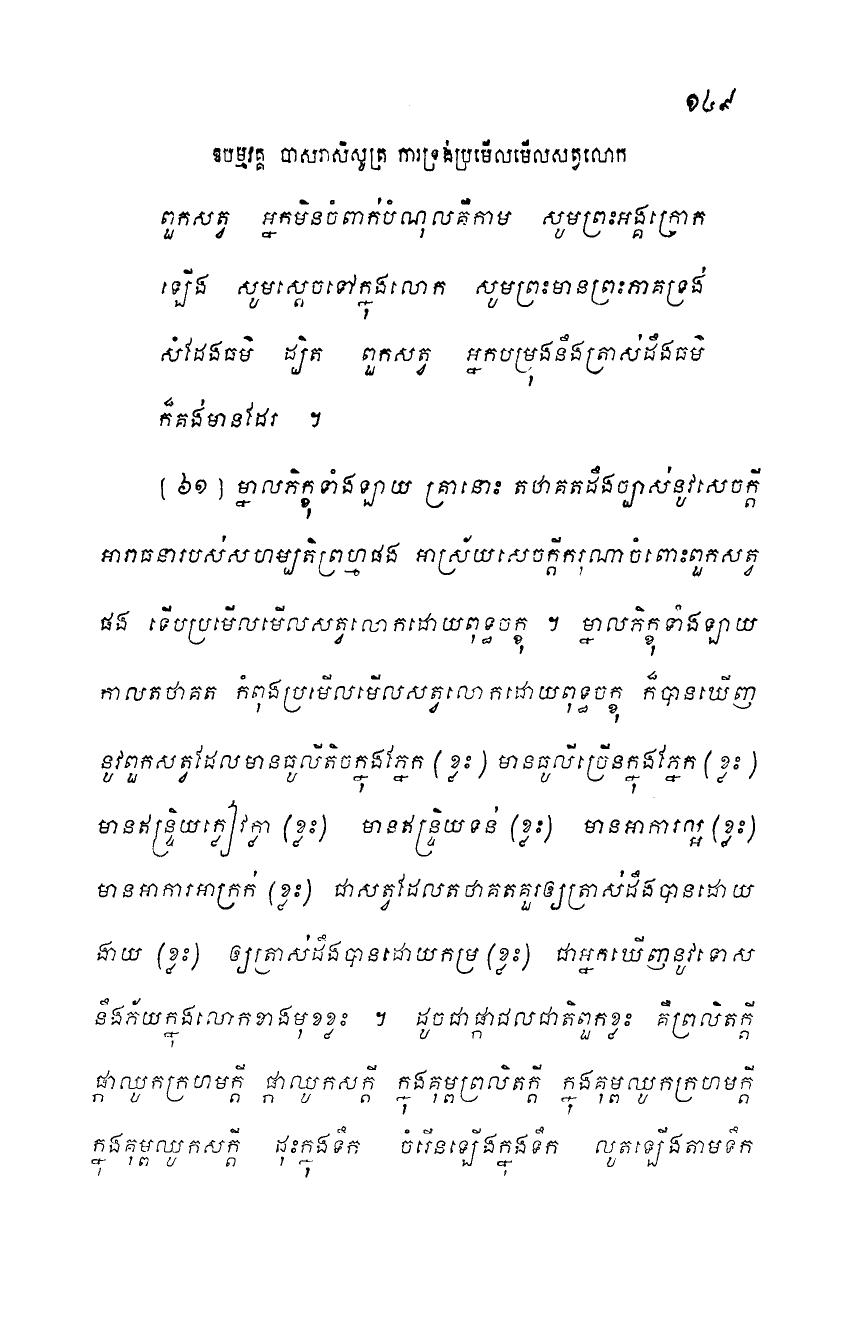 ១៤៩
ឧបម្មវគ្គ បាសរាសិសូត្រ ការទ្រង់ប្រមើលមើលសត្វលោក
ពួកសត្វ អ្នកមិនចំពាក់បំណុលគឺកាម សូមព្រះអង្គក្រោក
ឡើង សូមស្តេចទៅក្នុងលោក សូមព្រះមានព្រះភាគទ្រង់
សំដែងធម៌ ដ្បិត ពួកសត្វ អ្នកបម្រុងនឹងត្រាស់ដឹងធម៌
ក៏គង់មានដែរ ។
[ ៦១ ] ម្នាលភិក្ខុទាំងឡាយ គ្រានោះ តថាគតដឹងច្បាស់នូវសេចក្តី
អារាធនារបស់សហម្បតិព្រហ្មផង អាស្រ័យសេចក្តីករុណាចំពោះពួកសត្វ
ផង ទើបប្រមើលមើលសត្វលោកដោយពុទ្ធចក្ខុ ។ ម្នាលភិក្ខុទាំងឡាយ
កាលតថាគត កំពុងប្រមើលមើលសត្វលោកដោយពុទ្ធចក្ខុ ក៏បានឃើញ
នូវពួកសត្វដែលមានធូលីតិចក្នុងភ្នែក (ខ្លះ) មានធូលីច្រើនក្នុងភ្នែក (ខ្លះ)
មានឥន្ទ្រិយក្លៀវក្លា (ខ្លះ) មានឥន្ទ្រិយទន់ (ខ្លះ) មានអាការល្អ (ខ្លះ)
មានអាការអាក្រក់ (ខ្លះ) ជាសត្វដែលតថាគតគួរឲ្យត្រាស់ដឹងបានដោយ
ងាយ (ខ្លះ) ឲ្យត្រាស់ដឹងបានដោយកម្រ (ខ្លះ) ជាអ្នកឃើញនូវទោស
នឹងភ័យក្នុងលោកខាងមុខខ្លះ ។ ដូចជាផ្កាជលជាតិពួកខ្លះ គឺព្រលិតក្តី
ផ្កាឈូកក្រហមក្តី ផ្កាឈូកសក្តី ក្នុងគុម្ពព្រលិតក្តី ក្នុងគុម្ពឈូកក្រហមក្តី
ក្នុងគុម្ពឈូកសក្តី ដុះក្នុងទឹក ចំរើនឡើងក្នុងទឹក លូតឡើងតាមទឹក